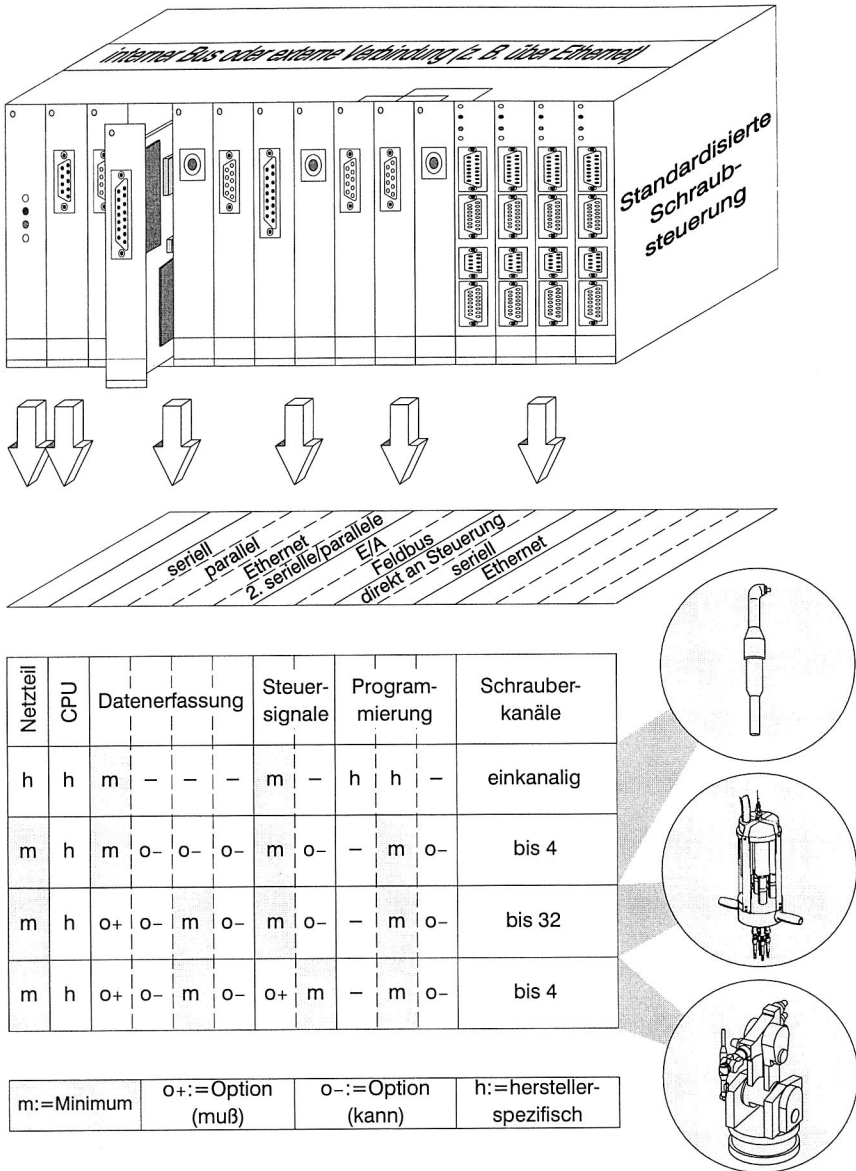 interner Bus oder externe Verbindung (z. B. über Ethernet)
Standardisierte
Schraub-
steuerung
seriell
parallel
Ethernet
2. serielle/parallele
E/A
Feldbus
direkt an Steuerung
seriell
Ethernet
Netzteil CPU Datenerfassung Steuer- Program- Schrauber-
signale mierung kanäle
h h m – – – m – h h – einkanalig
m h m o– o– o– m o– – m o– bis 4
m h o+ o– m o– m o– – m o– bis 32
m h o+ o– m o– o+ m – m o– bis 4
m:=Minimum o+:=Option o–:=Option h:=hersteller-
(muß) (kann) spezifisch